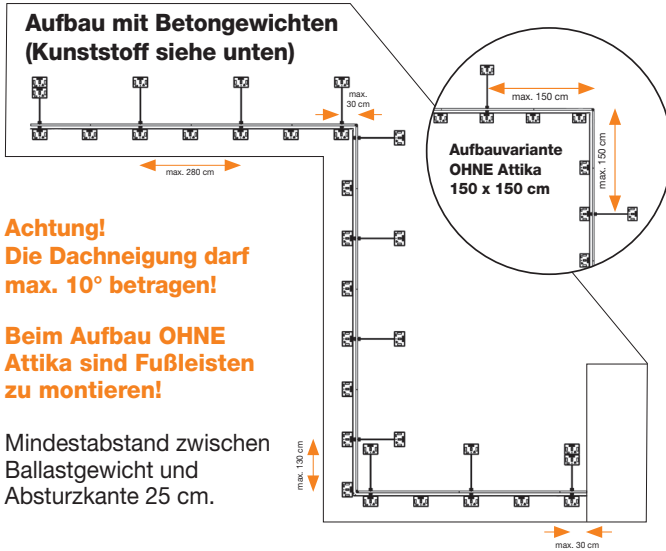 Aufbau mit Betongewichten
(Kunststoff siehe unten)
max.
30 cm
max. 280 cm
max. 150 cm
max. 150 cm
Aufbauvariante
OHNE Attika
150 x 150 cm
Achtung!
Die Dachneigung darf
max. 10° betragen!
Beim Aufbau OHNE
Attika sind Fußleisten
zu montieren!
Mindestabstand zwischen
Ballastgewicht und
Absturzkante 25 cm.
max. 130 cm
max. 30 cm